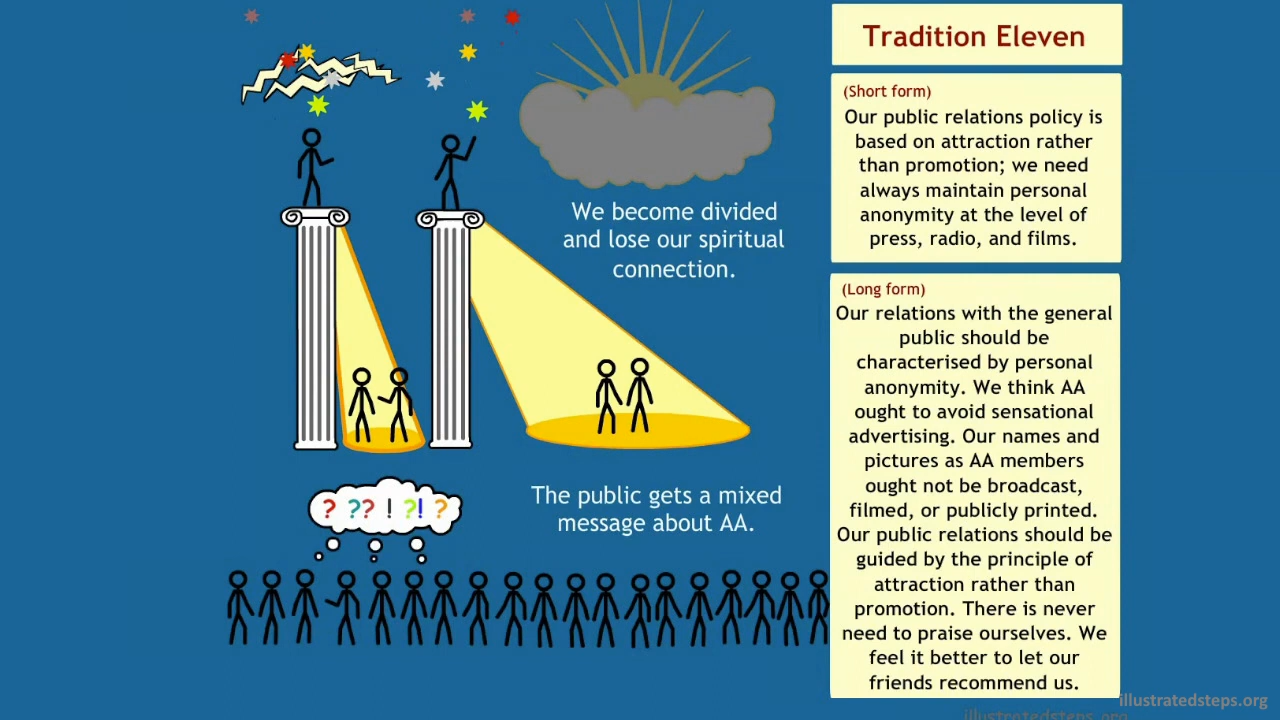 Tradition Eleven
(Short form)
Our public relations policy is
based on attraction rather
than promotion; we need
always maintain personal
anonymity at the level of
press, radio, and films.
We become divided
and lose our spiritual
connection.
(Long form)
Our relations with the general
public should be
characterised by personal
anonymity. We think AA
ought to avoid sensational
advertising. Our names and
pictures as AA members
ought not be broadcast,
filmed, or publicly printed.
Our public relations should be
guided by the principle of
attraction rather than
promotion. There is never
need to praise ourselves. We
feel it better to let our
friends recommend us.
The public gets a mixed
message about AA.
? ?? ! ?! ?
illustratedsteps.org
illustratedsteps.org